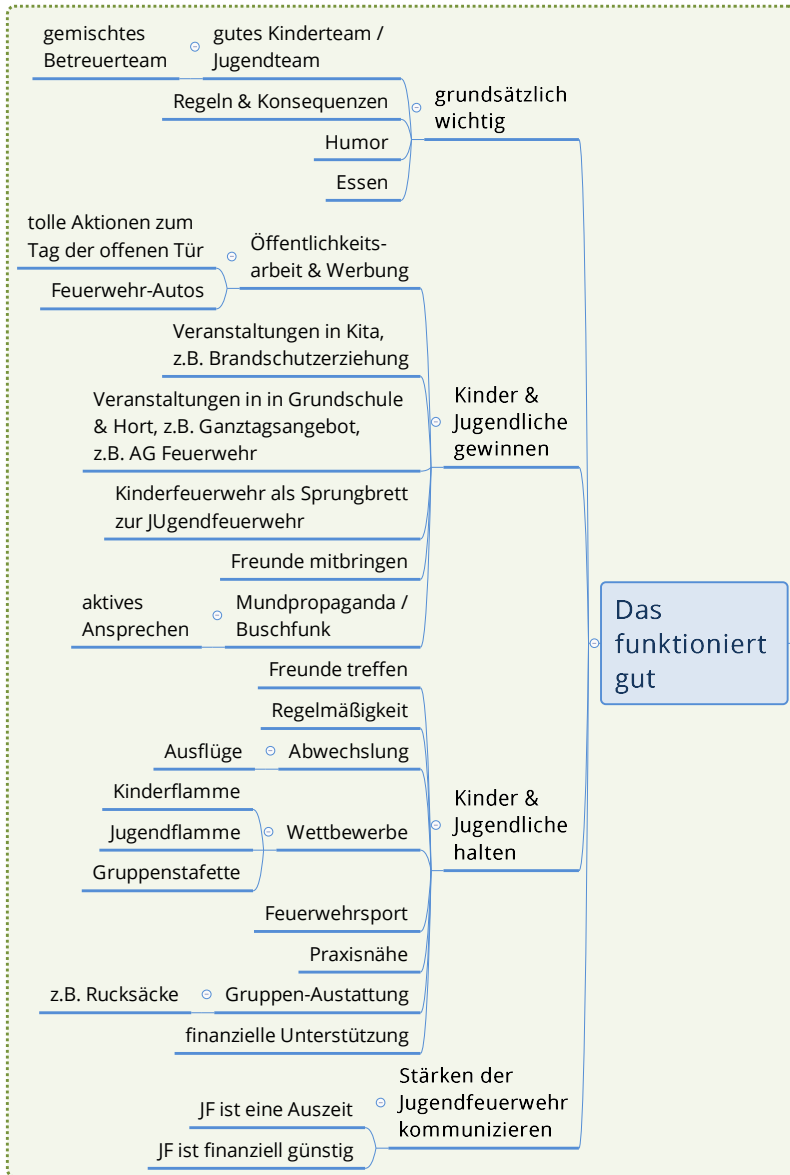 Das
funktioniert
gut
grundsätzlich
wichtig
gutes Kinderteam /
Jugendteam
gemischtes
Betreuerteam
Regeln & Konsequenzen
Humor
Essen
Kinder &
Jugendliche
gewinnen
Öffentlichkeits-
arbeit & Werbung
tolle Aktionen zum
Tag der offenen Tür
Feuerwehr-Autos
Veranstaltungen in Kita,
z.B. Brandschutzerziehung
Veranstaltungen in in Grundschule
& Hort, z.B. Ganztagsangebot,
z.B. AG Feuerwehr
Kinderfeuerwehr als Sprungbrett
zur JUgendfeuerwehr
Freunde mitbringen
Mundpropaganda /
Buschfunk
aktives
Ansprechen
Kinder &
Jugendliche
halten
Freunde treffen
Regelmäßigkeit
Abwechslung
Ausflüge
Wettbewerbe
Kinderflamme
Jugendflamme
Gruppenstafette
Feuerwehrsport
Praxisnähe
Gruppen-Austattung
z.B. Rucksäcke
finanzielle Unterstützung
Stärken der
Jugendfeuerwehr
kommunizieren
JF ist eine Auszeit
JF ist finanziell günstig